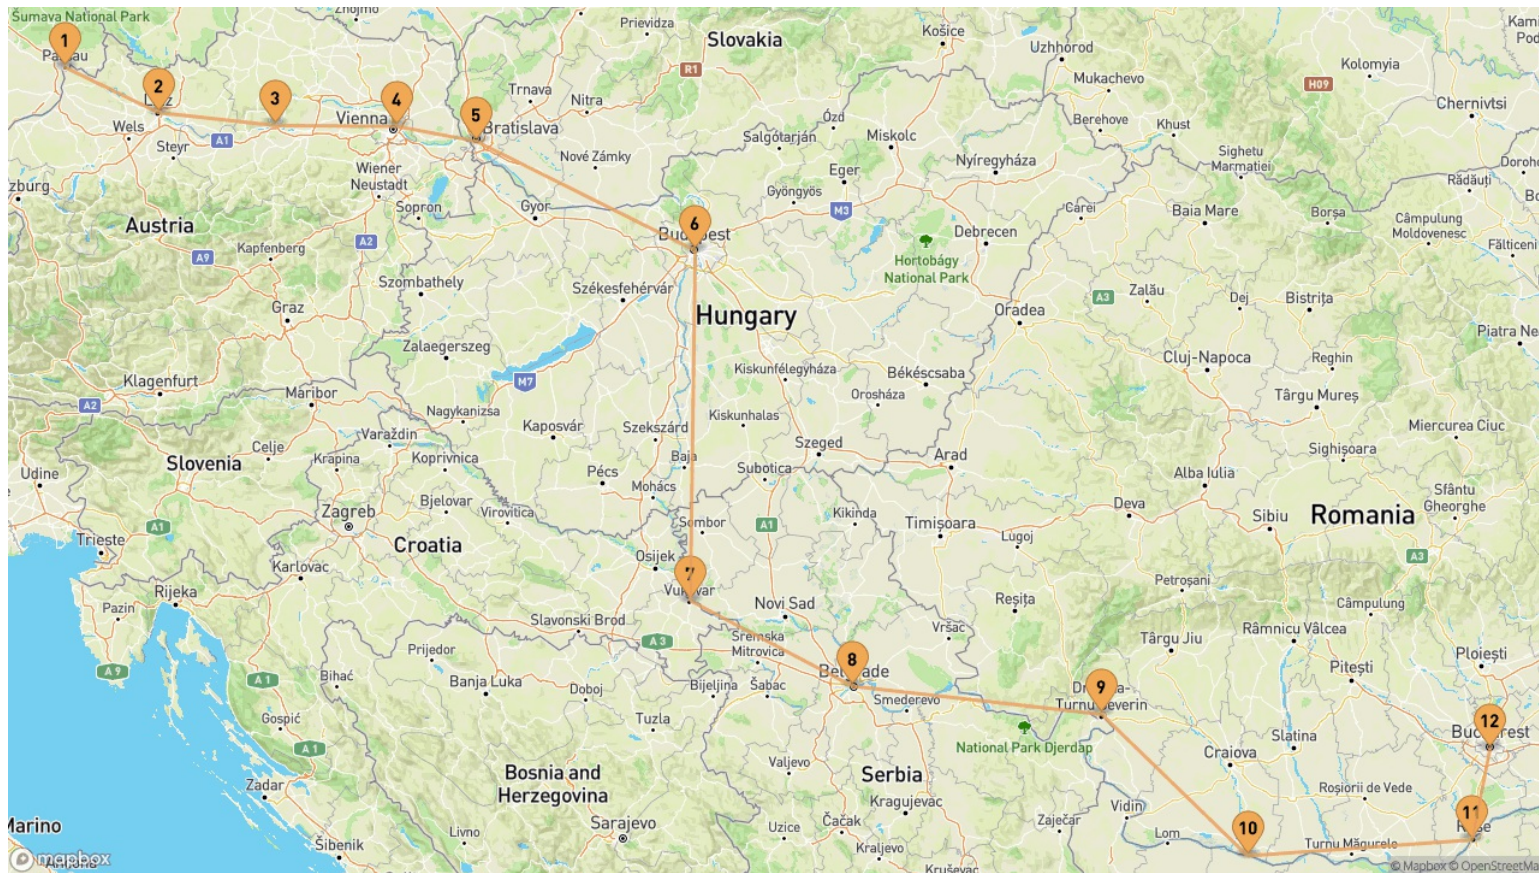 Šumava National Park
Znojmo
Prievidza
Slovakia
Košice
Uzhhorod
Mukachevo
Kolomyia
H09
Chernivtsi
R1
1
2
Wels
Steyr
A1
3
4
Vienna
5
Bratislava
Trnava
Nitra
Nové Zámky
Salgótarján
Ózd
Miskolc
Berehove
Khust
Sighetu
Marmației
Rădăuți
Nyíregyháza
Eger
Gyöngyös
M3
Wiener
Neustadt
Sopron
Gyor
6
Carei
Baia Mare
Borșa
Câmpulung
Moldovenesc
Fălticeni
Debrecen
Hortobágy
National Park
Austria
A9
Kapfenberg
A2
Szombathely
Székesfehérvár
Hungary
Graz
Oradea
A3
Zalău
Dej
Bistrița
Zalaegerszeg
Kiskunfélegyháza
Békéscsaba
Orosháza
Cluj-Napoca
Reghin
Târgu Mureș
Klagenfurt
A2
Maribor
M7
Nagykanizsa
Kaposvár
Szekszárd
Kiskunhalas
Szeged
Miercurea Ciuc
Sighișoara
Udine
Slovenia
Celje
Varaždin
Krapina
Koprivnica
Pécs
Baja
Mohács
Subotica
Arad
Alba Iulia
Deva
Sibiu
Sfântu
Gheorghe
Romania
A3
Trieste
A1
Zagreb
Bjelovar
Virovitica
Croatia
Sombor
A1
Kikinda
Timișoara
Lugoj
Karlovac
Osijek
7
Rijeka
Pazin
Slavonski Brod
A3
Novi Sad
Reșița
Petroșani
Câmpulung
A9
A1
Prijedor
Bihać
Banja Luka
Doboj
Sremska
Mitrovica
Vršac
Târgu Jiu
Râmnicu Vâlcea
Pitești
Ploiești
8
9
Bijeljina
Šabac
Smederevo
Gospić
A1
Tuzla
National Park Djerdap
Slatina
12
Craiova
Zadar
Bosnia and
Herzegovina
Valjevo
Serbia
Kragujevac
Vidin
Roșiorii de Vede
Marino
Šibenik
Livno
Sarajevo
Uzice
Čačak
Kraljevo
Kruševac
Zaječar
Lom
10
Turnu Măgurele
11
mapbox
© Mapbox © OpenStreetMa